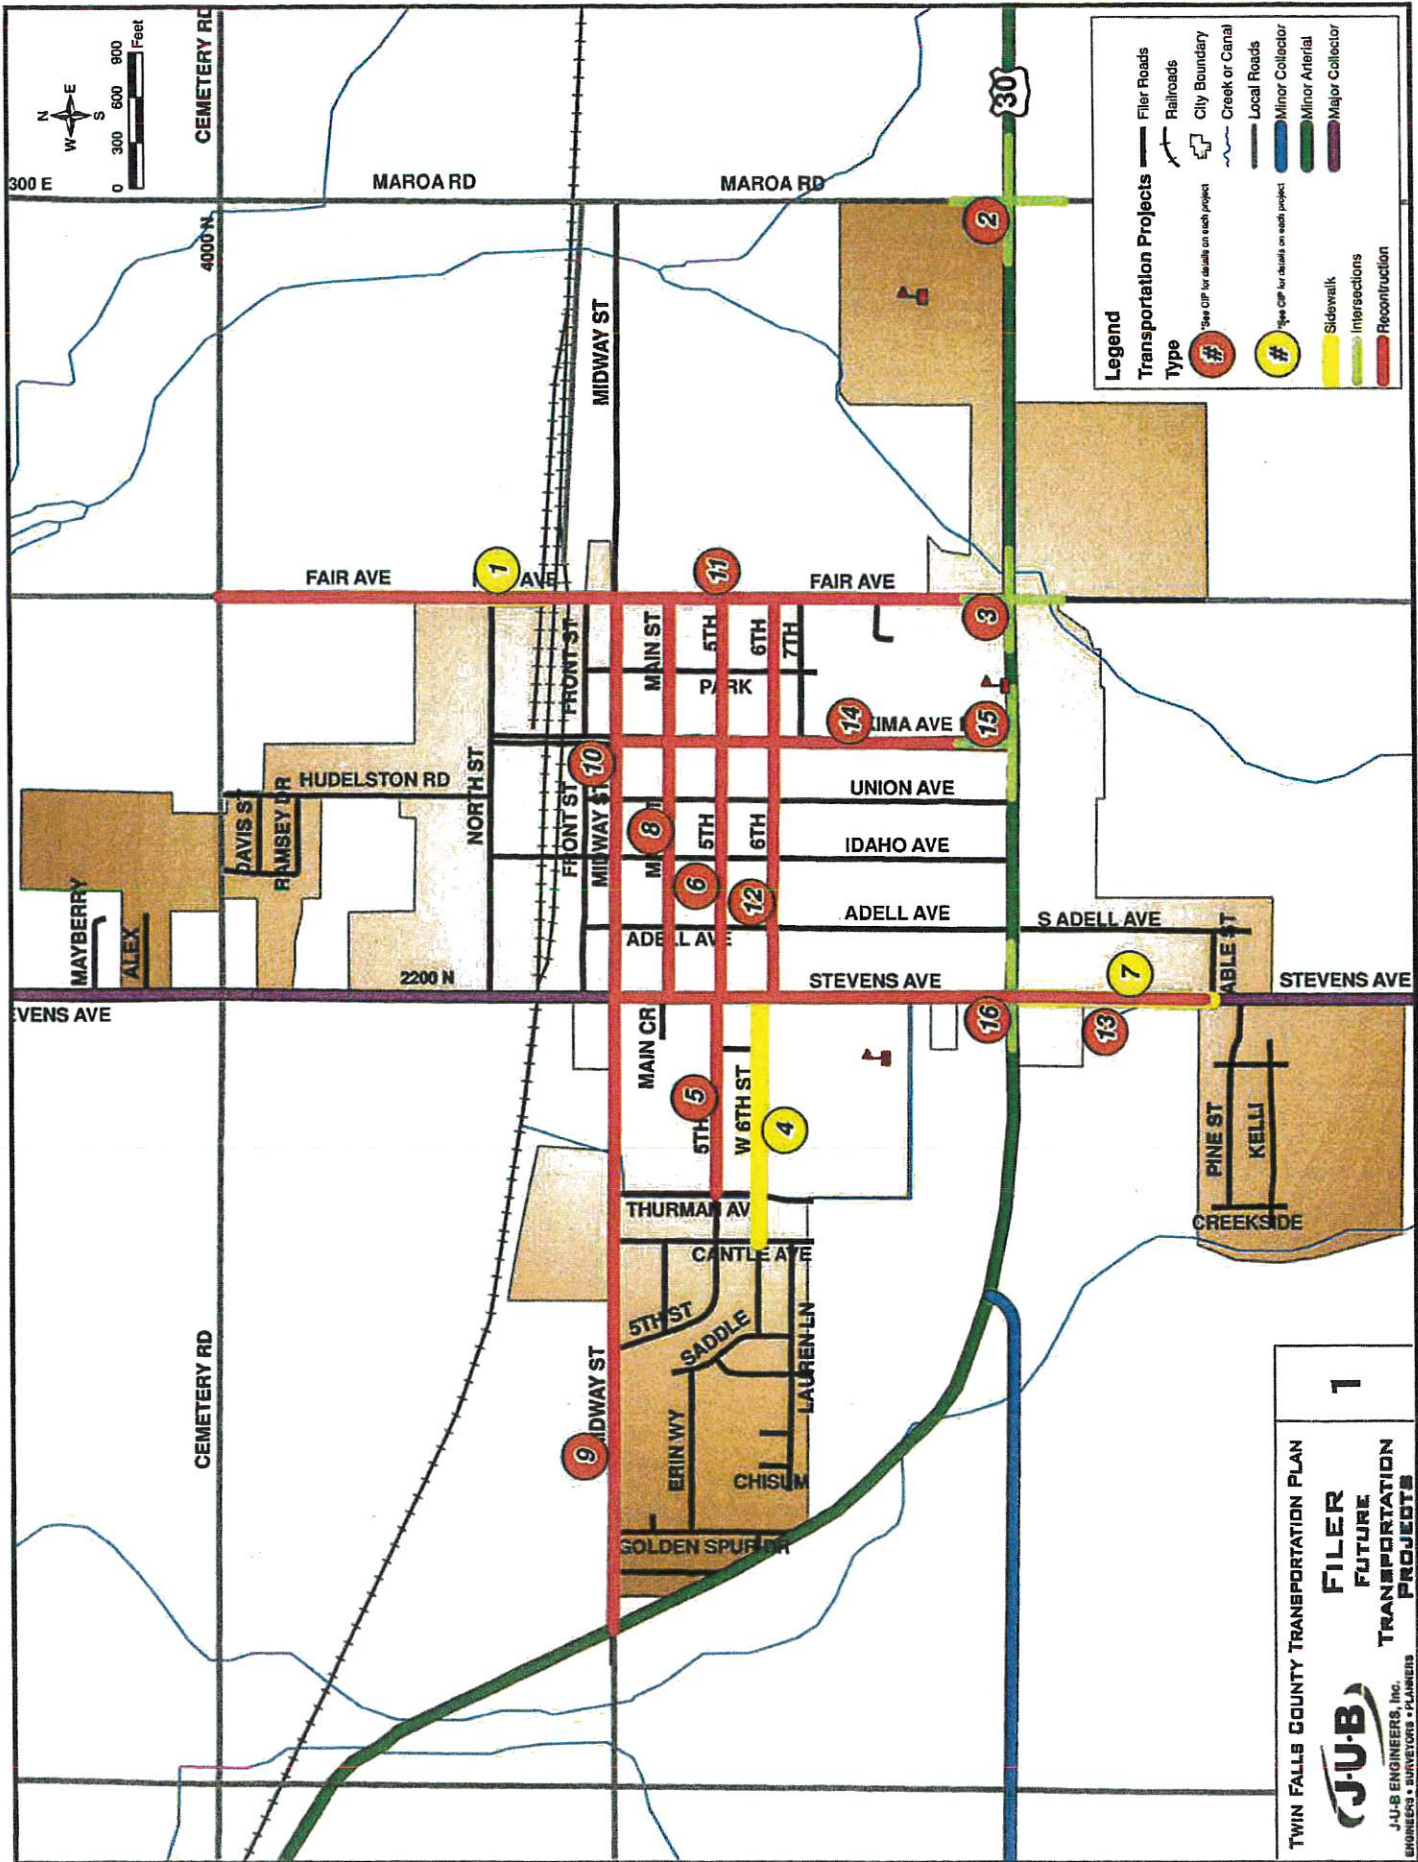 CEMETERY RD
N
W E
S
0 300 600 900
Feet
300 E
MAROA RD
MAROA RD
4000 N
30
MIDWAY ST
2
Legend
Transportation Projects
Type
# *See CIP for details on each project
# *See CIP for details on each project
Sidewalk
Intersections
Recontruction
Filer Roads
Railroads
City Boundary
Creek or Canal
Local Roads
Minor Collector
Minor Arterial
Major Collector
FAIR AVE
1
AVE
11
FAIR AVE
3
FRONT ST
MAIN ST
5TH
6TH
7TH
PARK
14
KIMA AVE
15
10
HUDELSTON RD
NORTH ST
FRONT ST
MIDWAY ST
8
5TH
6TH
UNION AVE
IDAHO AVE
DAVIS ST
RAMSEY DR
6
12
ADELL AVE
ADELL AVE
S ADELL AVE
MAYBERRY
ALEX
2200 N
STEVENS AVE
7
ABLE ST
STEVENS AVE
EVENS AVE
MAIN CR
16
13
5
5TH
W 6TH ST
4
PINE ST
KELLI
CREEKSIDE
THURMAN AV
CANTLE AVE
5TH ST
SADDLE
LAUREN LN
CEMETERY RD
MIDWAY ST
9
ERIN WY
CHISUM
GOLDEN SPUR DR
TWIN FALLS COUNTY TRANSPORTATION PLAN
J-U-B
J-U-B ENGINEERS, Inc.
ENGINEERS • SURVEYORS • PLANNERS
FILER
FUTURE
TRANSPORTATION
PROJECTS
1